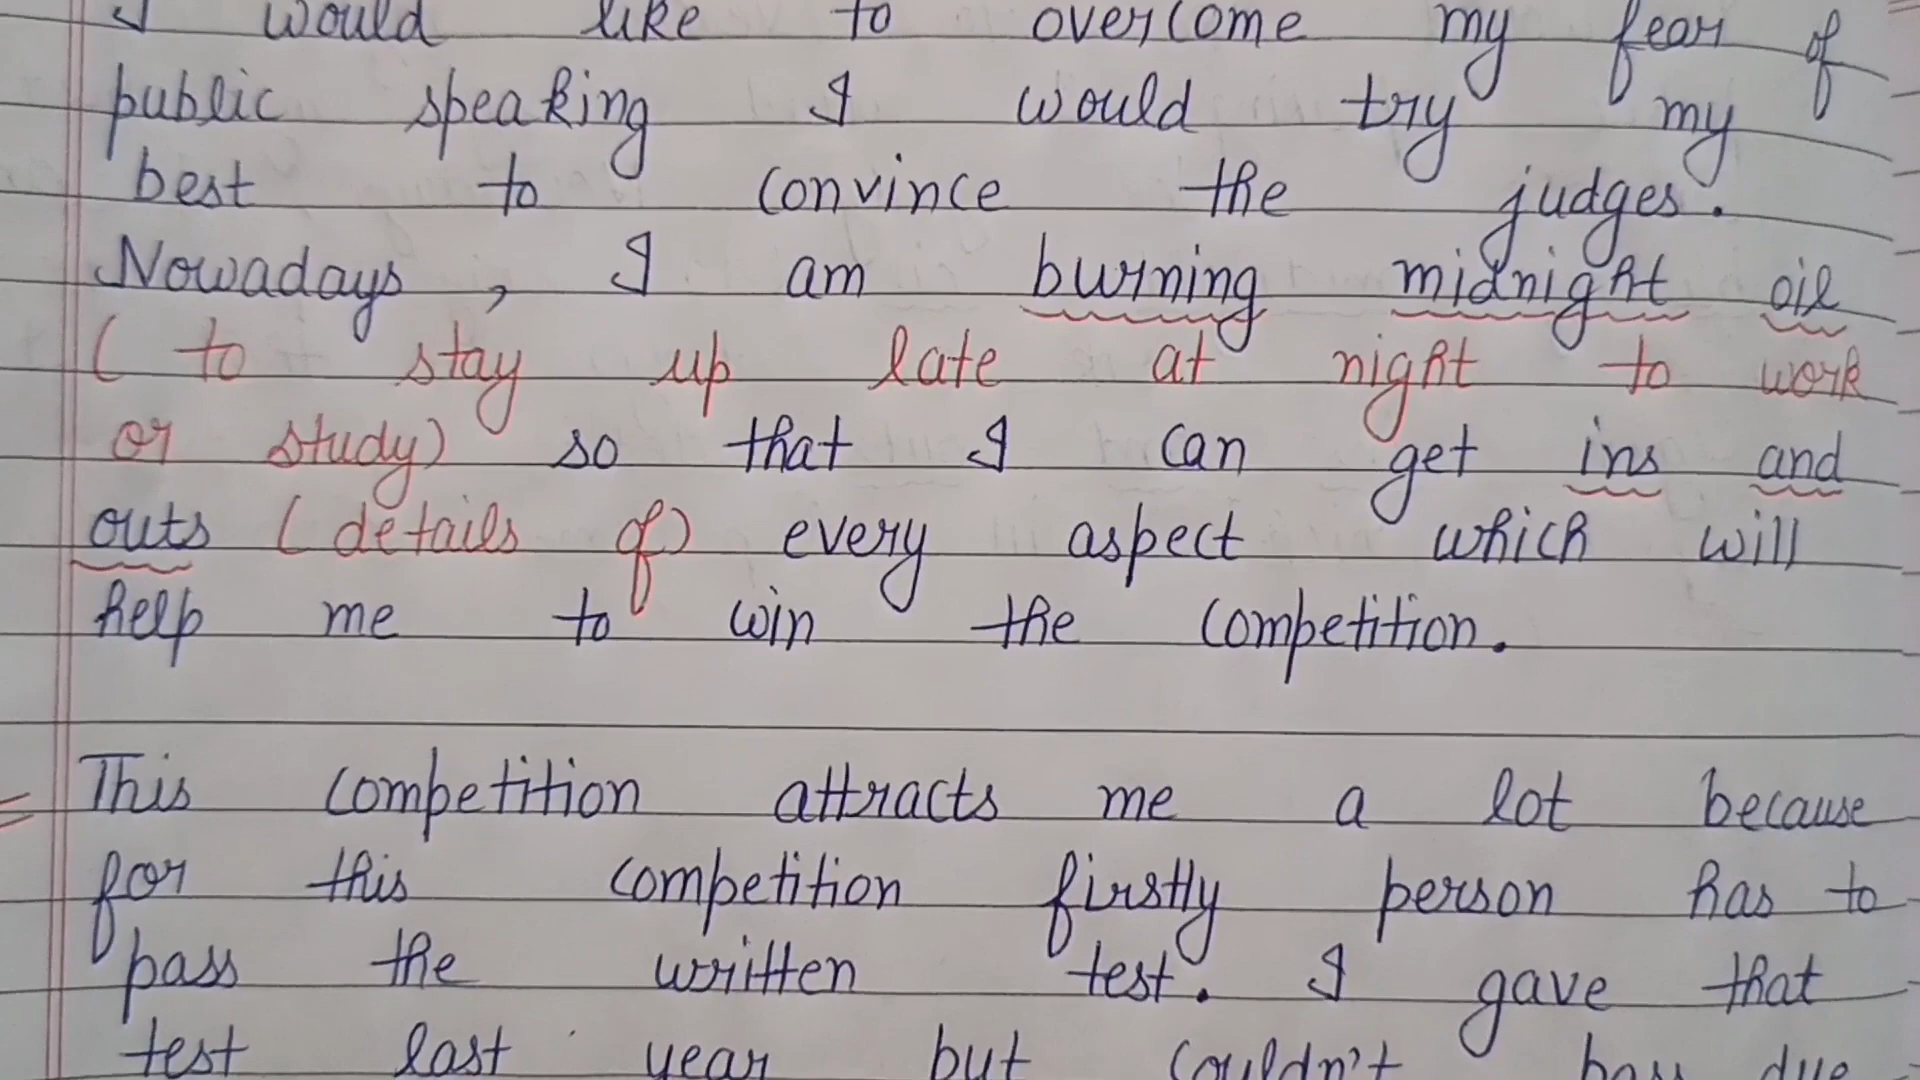 I would like to overcome my fear of
public speaking I would try my
best to convince the judges.
Nowadays, I am burning midnight oil
( to stay up late at night to work
or study) so that I can get ins and
outs ( details of) every aspect which will
help me to win the competition.
This competition attracts me a lot because
for this competition firstly person has to
pass the written test. I gave that
test last year but couldn't pass due